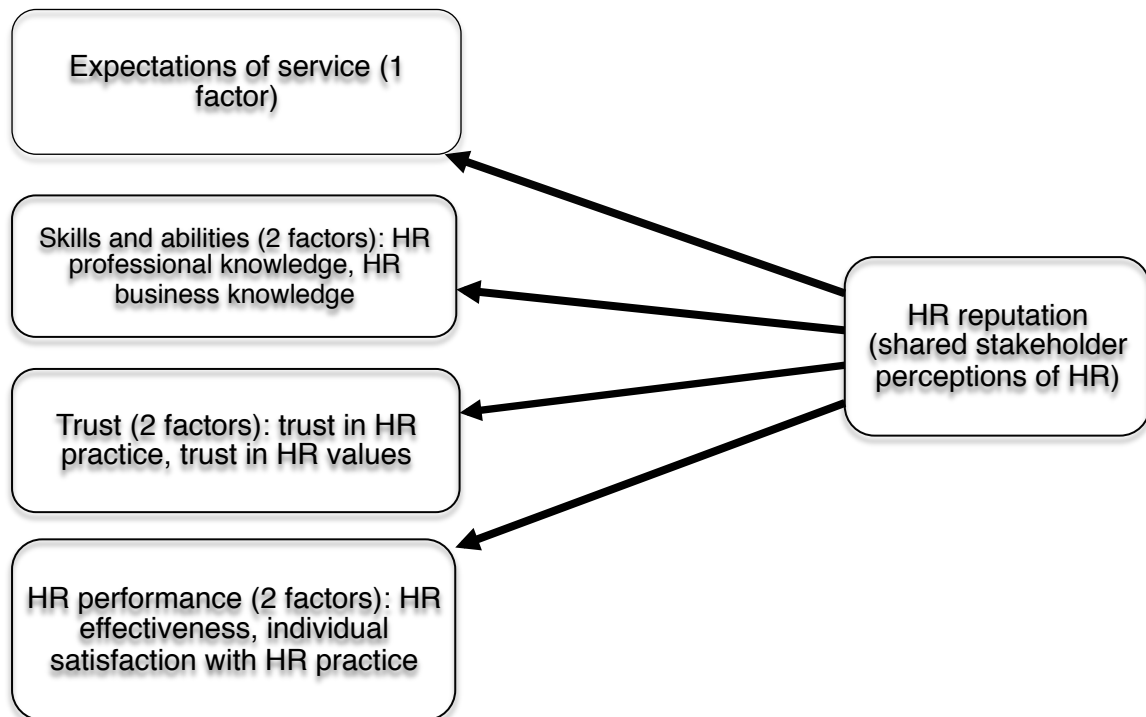 Expectations of service (1
factor)
Skills and abilities (2 factors): HR
professional knowledge, HR
business knowledge
Trust (2 factors): trust in HR
practice, trust in HR values
HR performance (2 factors): HR
effectiveness, individual
satisfaction with HR practice
HR reputation
(shared stakeholder
perceptions of HR)